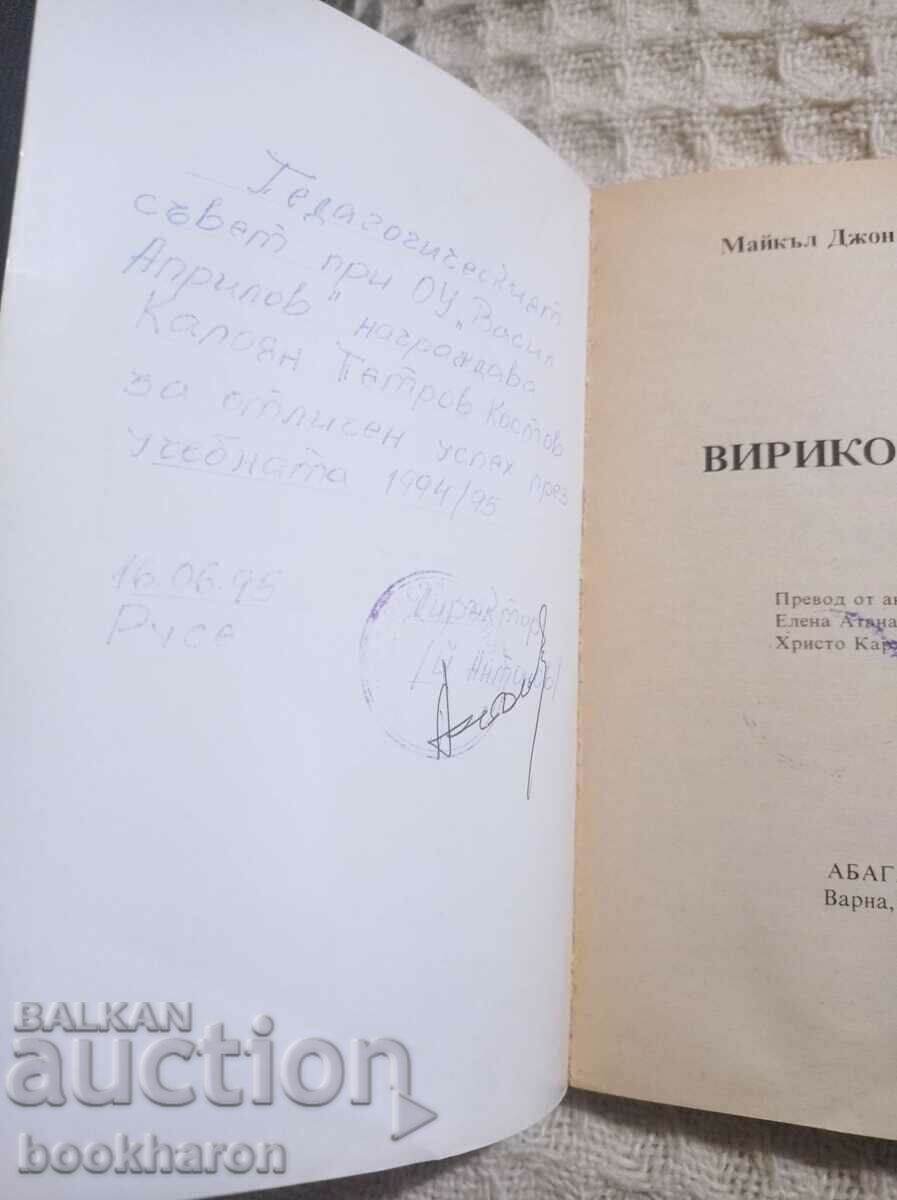 Педагогическият
съвет при ОУ „Васил
Априлов" награждава
Калоян Петров Костов
за отличен успех през
учебната 1994/95
16.06.95
Русе
Директор
Майкъл Джон
ВИРИКО
Превод от ан
Елена Атана
Христо Кар
АБАГ
Варна,
BALKAN
auction
bookharon